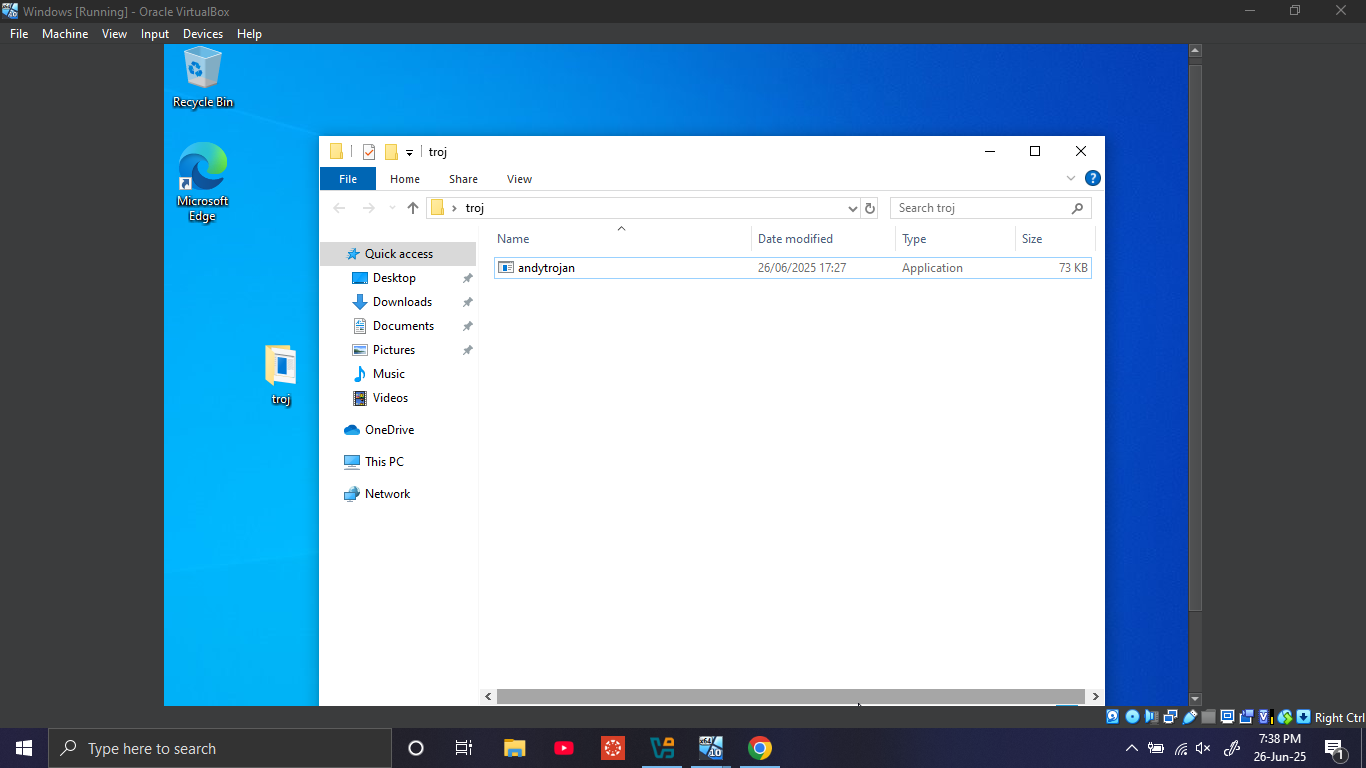 Windows [Running] - Oracle VirtualBox
File Machine View Input Devices Help
Recycle Bin
Microsoft
Edge
troj
troj
File Home Share View
troj
Search troj
Name Date modified Type Size
andytrojan 26/06/2025 17:27 Application 73 KB
Quick access
Desktop
Downloads
Documents
Pictures
Music
Videos
OneDrive
This PC
Network
Right Ctrl
Type here to search
x64
10
7:38 PM
26-Jun-25
1